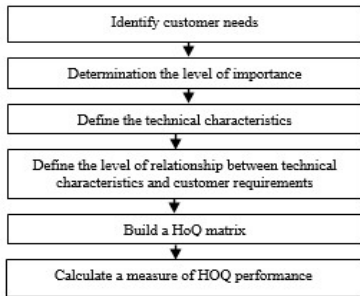 Identify customer needs
Determination the level of importance
Define the technical characteristics
Define the level of relationship between technical
characteristics and customer requirements
Build a HoQ matrix
Calculate a measure of HOQ performance